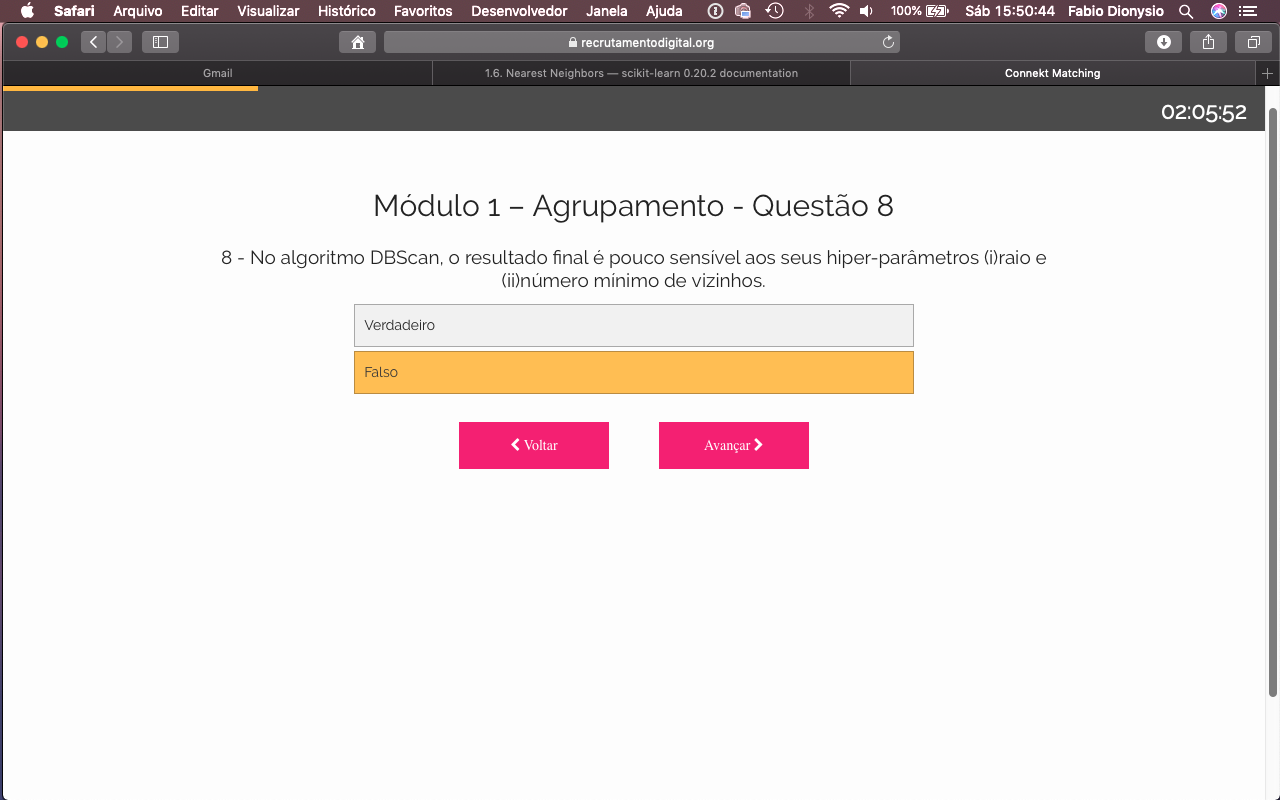 Safari Arquivo Editar Visualizar Histórico Favoritos Desenvolvedor Janela Ajuda 100% Sáb 15:50:44 Fabio Dionysio
recrutamentodigital.org
Gmail 1.6. Nearest Neighbors — scikit-learn 0.20.2 documentation Connekt Matching
02:05:52
Módulo 1 – Agrupamento - Questão 8
8 - No algoritmo DBScan, o resultado final é pouco sensível aos seus hiper-parâmetros (i)raio e
(ii)número mínimo de vizinhos.
Verdadeiro
Falso
Voltar Avançar